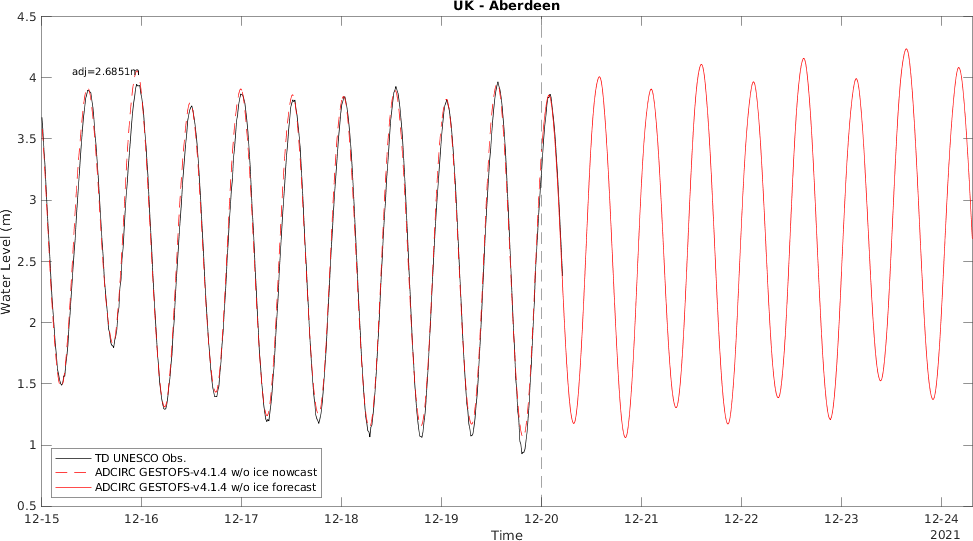 UK - Aberdeen
4.5
4
3.5
3
2.5
2
1.5
1
0.5
Water Level (m)
adj=2.6851m
TD UNESCO Obs.
ADCIRC GESTOFS-v4.1.4 w/o ice nowcast
ADCIRC GESTOFS-v4.1.4 w/o ice forecast
12-15 12-16 12-17 12-18 12-19 12-20 12-21 12-22 12-23 12-24
Time
2021